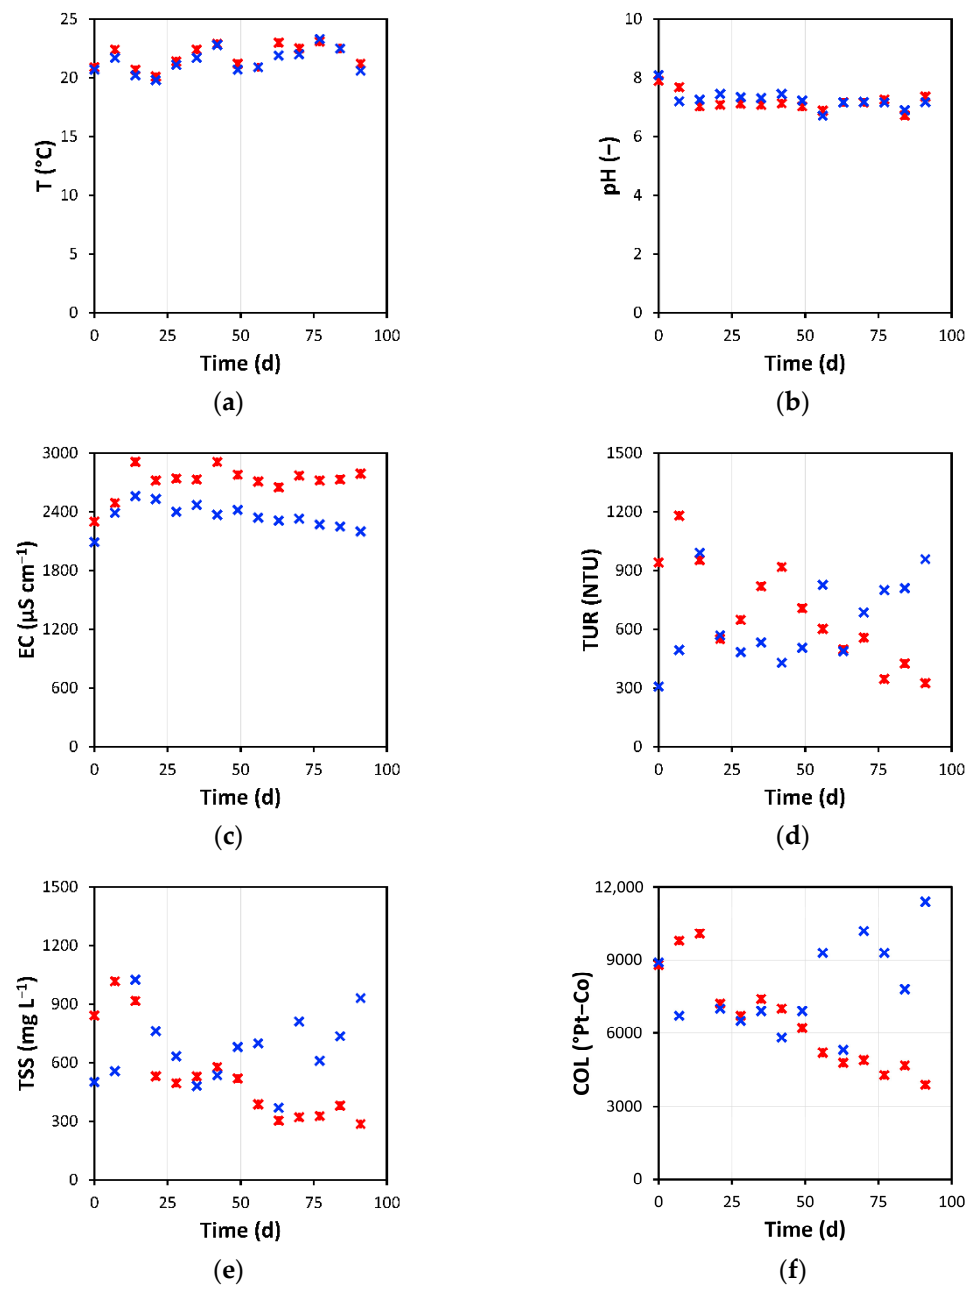 25
20
15
10
5
0
T (°C)
0 25 50 75 100
Time (d)
(a)
10
8
6
4
2
0
pH (−)
0 25 50 75 100
Time (d)
(b)
3000
2400
1800
1200
600
0
EC (µS cm⁻¹)
0 25 50 75 100
Time (d)
(c)
1500
1200
900
600
300
0
TUR (NTU)
0 25 50 75 100
Time (d)
(d)
1500
1200
900
600
300
0
TSS (mg L⁻¹)
0 25 50 75 100
Time (d)
(e)
12,000
9000
6000
3000
0
COL (°Pt−Co)
0 25 50 75 100
Time (d)
(f)